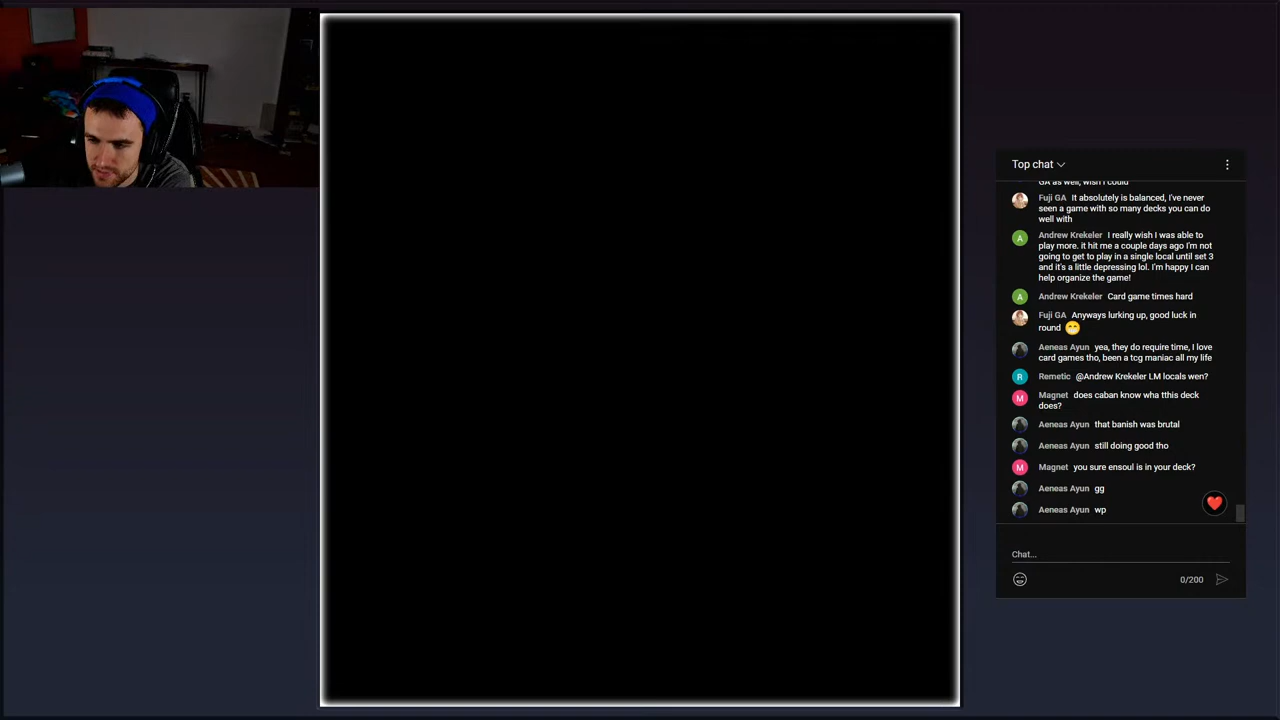 Top chat
GA as well, wish I could
Fuji GA It absolutely is balanced, I've never
seen a game with so many decks you can do
well with
Andrew Krekeler I really wish I was able to
play more. it hit me a couple days ago I'm not
going to get to play in a single local until set 3
and it's a little depressing lol. I'm happy I can
help organize the game!
Andrew Krekeler Card game times hard
Fuji GA Anyways lurking up, good luck in
round
Aeneas Ayun yea, they do require time, I love
card games tho, been a tcg maniac all my life
R Remetic @Andrew Krekeler LM locals wen?
M Magnet does caban know wha tthis deck
does?
Aeneas Ayun that banish was brutal
Aeneas Ayun still doing good tho
M Magnet you sure ensoul is in your deck?
Aeneas Ayun gg
Aeneas Ayun wp
Chat...
0/200